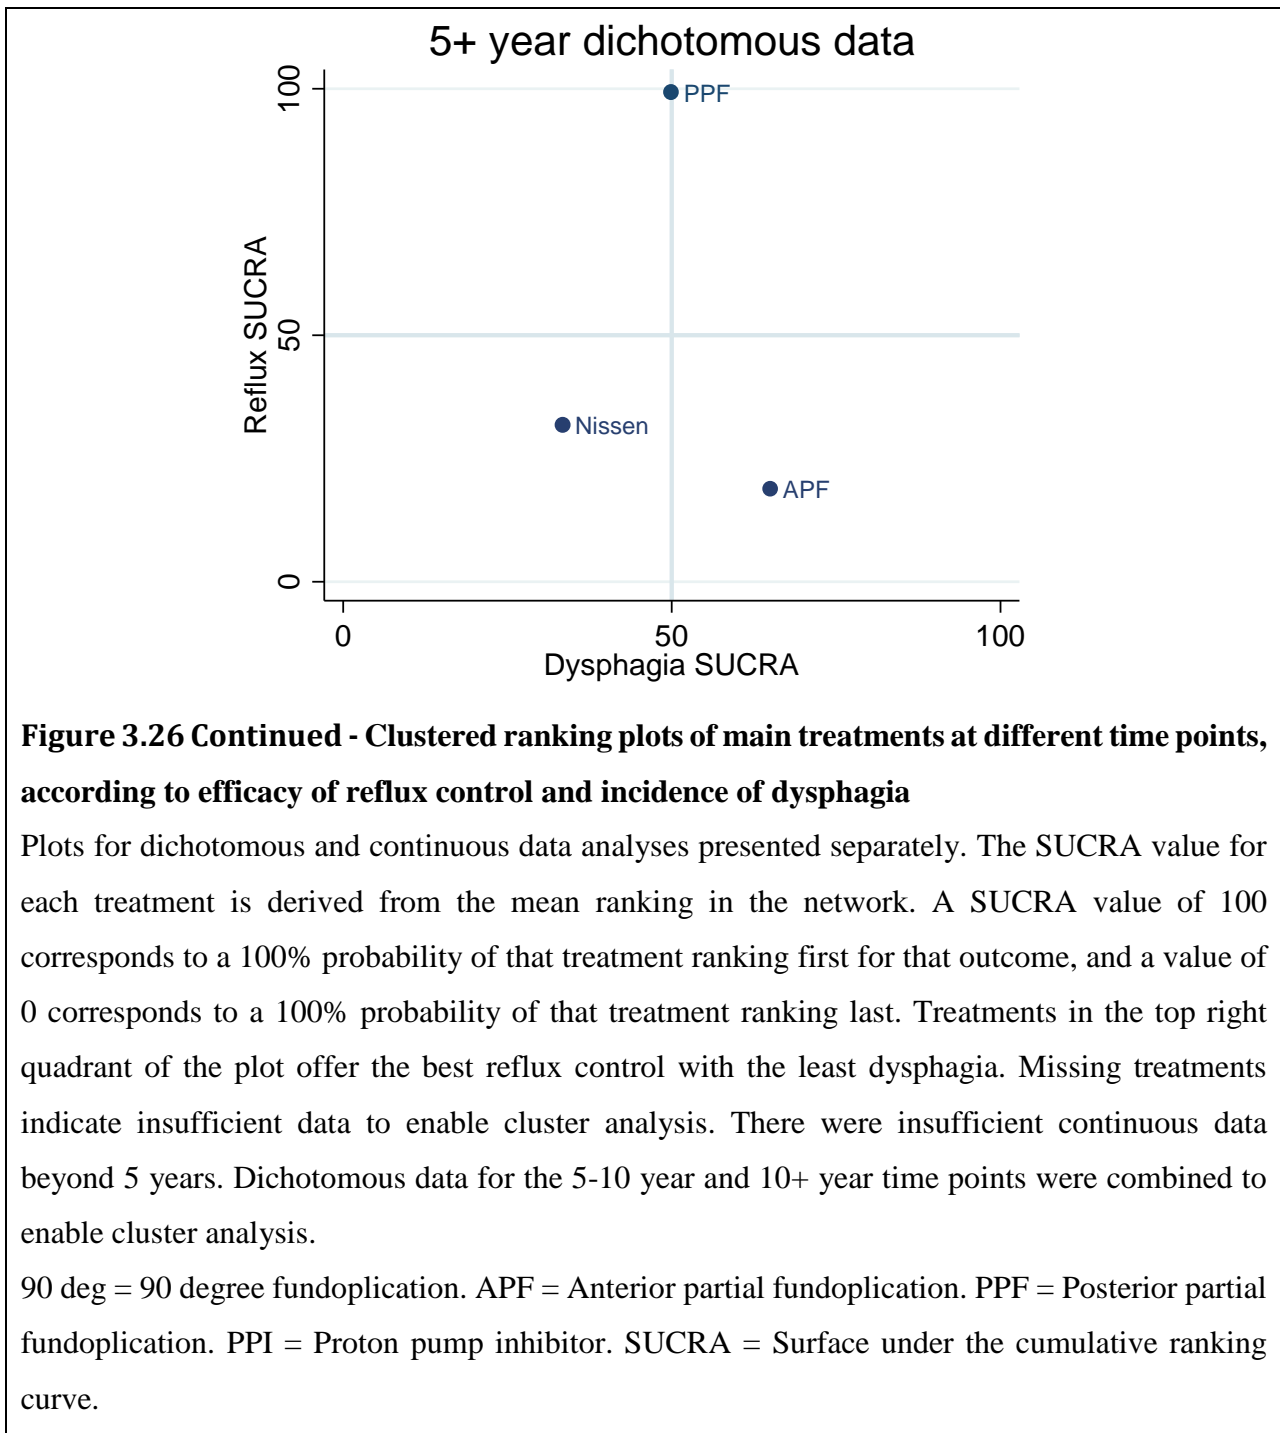 5+ year dichotomous data
100
PPF
Reflux SUCRA
50
Nissen
APF
0
0
50
100
Dysphagia SUCRA
Figure 3.26 Continued - Clustered ranking plots of main treatments at different time points,
according to efficacy of reflux control and incidence of dysphagia
Plots for dichotomous and continuous data analyses presented separately. The SUCRA value for
each treatment is derived from the mean ranking in the network. A SUCRA value of 100
corresponds to a 100% probability of that treatment ranking first for that outcome, and a value of
0 corresponds to a 100% probability of that treatment ranking last. Treatments in the top right
quadrant of the plot offer the best reflux control with the least dysphagia. Missing treatments
indicate insufficient data to enable cluster analysis. There were insufficient continuous data
beyond 5 years. Dichotomous data for the 5-10 year and 10+ year time points were combined to
enable cluster analysis.
90 deg = 90 degree fundoplication. APF = Anterior partial fundoplication. PPF = Posterior partial
fundoplication. PPI = Proton pump inhibitor. SUCRA = Surface under the cumulative ranking
curve.